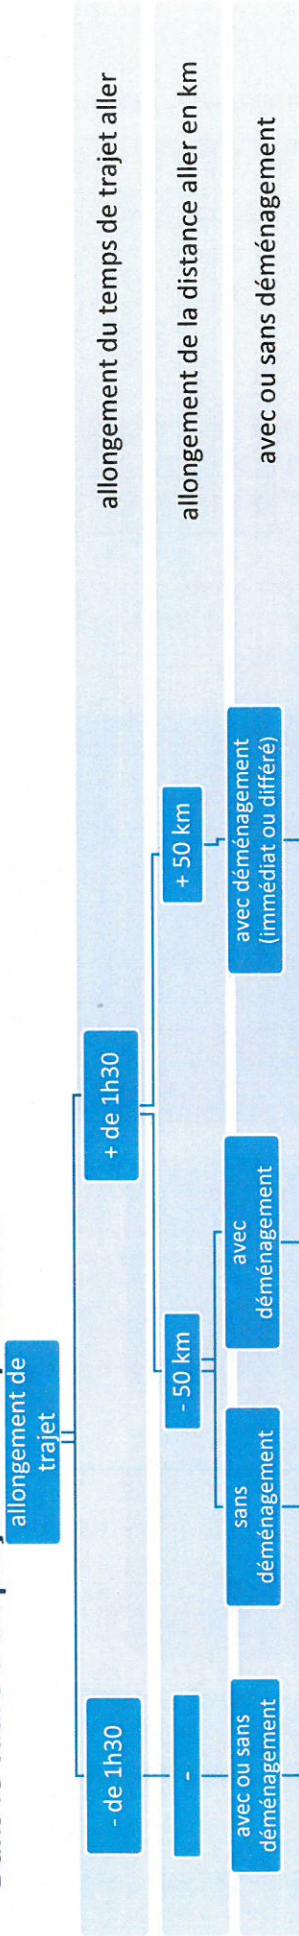 allongement de
trajet
- de 1h30
+ de 1h30
allongement du temps de trajet aller
-
- 50 km
+ 50 km
allongement de la distance aller en km
avec ou sans
déménagement
sans
déménagement
avec
déménagement
avec déménagement
(immédiat ou différé)
avec ou sans déménagement